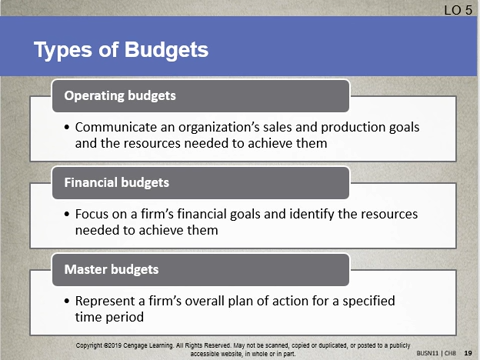 LO 5
Types of Budgets
Operating budgets
• Communicate an organization's sales and production goals
and the resources needed to achieve them
Financial budgets
• Focus on a firm's financial goals and identify the resources
needed to achieve them
Master budgets
• Represent a firm's overall plan of action for a specified
time period
Copyright ©2019 Cengage Learning. All Rights Reserved. May not be scanned, copied or duplicated, or posted to a publicly
accessible website, in whole or in part.
BUSN11 | CH8 19